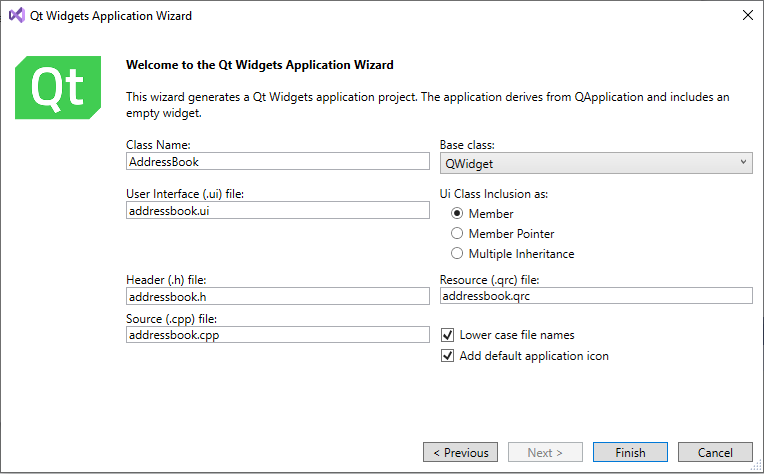 Qt Widgets Application Wizard
Qt
Welcome to the Qt Widgets Application Wizard
This wizard generates a Qt Widgets application project. The application derives from QApplication and includes an
empty widget.
Class Name:
AddressBook
Base class:
QWidget
User Interface (.ui) file:
addressbook.ui
Ui Class Inclusion as:
Member
Member Pointer
Multiple Inheritance
Header (.h) file:
addressbook.h
Resource (.qrc) file:
addressbook.qrc
Source (.cpp) file:
addressbook.cpp
Lower case file names
Add default application icon
< Previous
Next >
Finish
Cancel